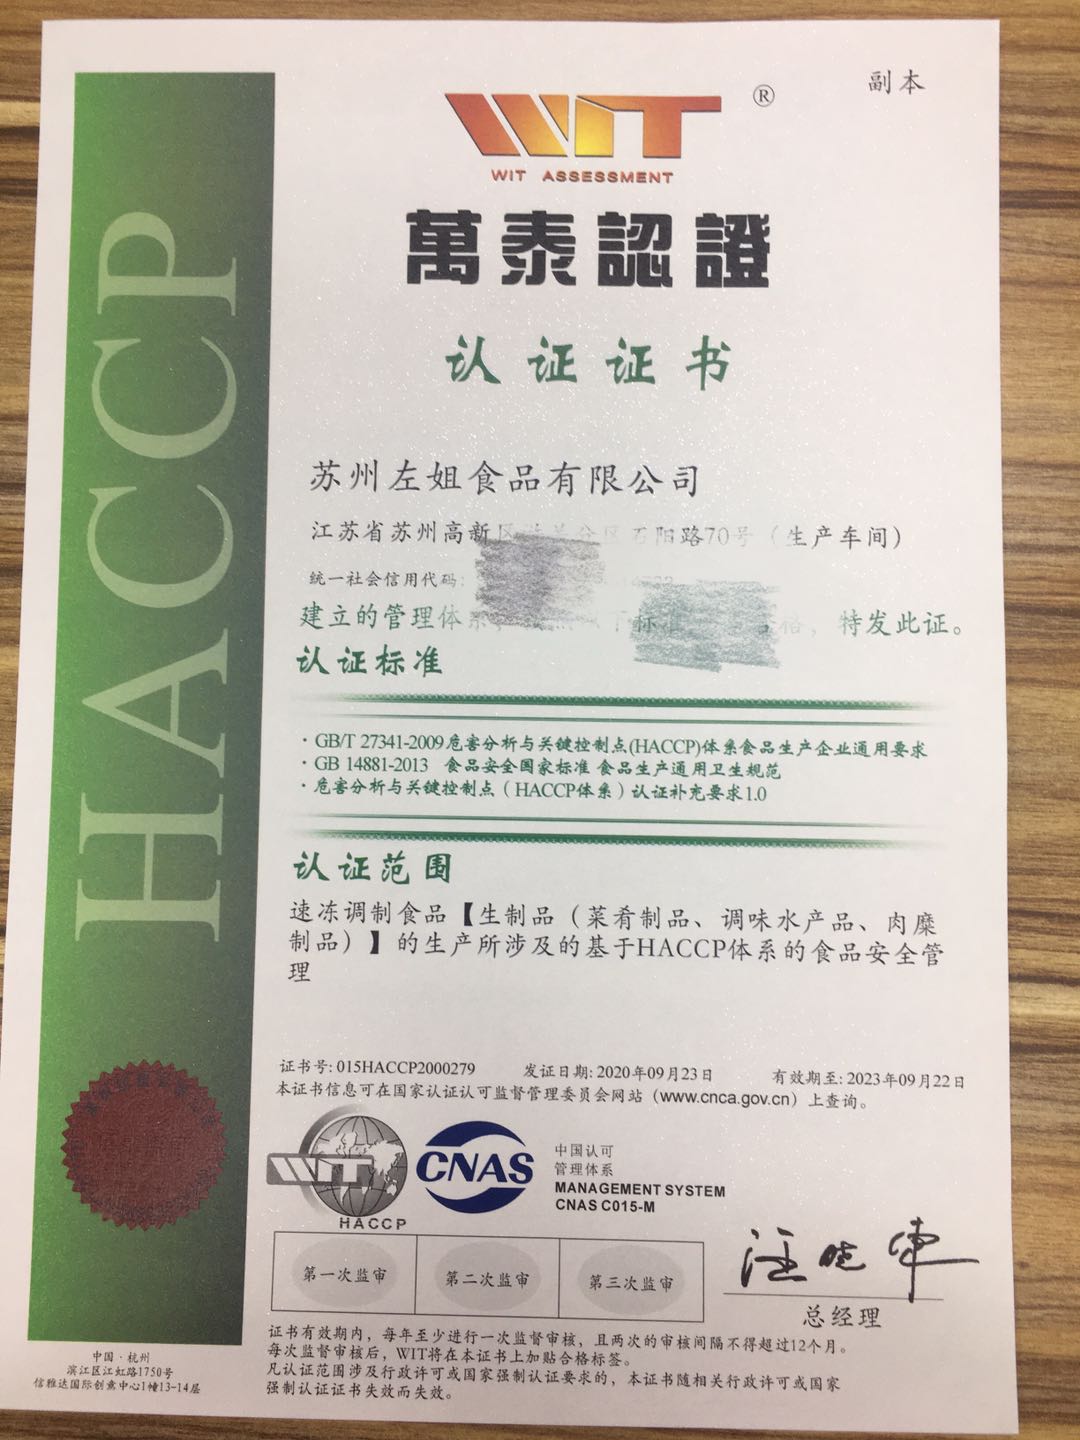 副本
WIT
®
WIT ASSESSMENT
萬泰認證
认证证书
HACCP
苏州左姐食品有限公司
江苏省苏州高新区 分区石阳路70号（生产车间）
统一社会信用代码:
建立的管理体系, 下标准 合格，特发此证。
认证标准
·GB/T 27341-2009危害分析与关键控制点(HACCP)体系食品生产企业通用要求
·GB 14881-2013 食品安全国家标准 食品生产通用卫生规范
·危害分析与关键控制点（HACCP体系）认证补充要求1.0
认证范围
速冻调制食品【生制品（菜肴制品、调味水产品、肉糜
制品）】的生产所涉及的基于HACCP体系的食品安全管
理
证书号: 015HACCP2000279 发证日期: 2020年09月23日 有效期至: 2023年09月22日
本证书信息可在国家认证认可监督管理委员会网站（www.cnca.gov.cn）上查询。
WIT
HACCP
CNAS
中国认可
管理体系
MANAGEMENT SYSTEM
CNAS C015-M
第一次监审 第二次监审 第三次监审
总经理
证书有效期内，每年至少进行一次监督审核，且两次的审核间隔不得超过12个月。
每次监督审核后，WIT将在本证书上加贴合格标签。
凡认证范围涉及行政许可或国家强制认证要求的，本证书随相关行政许可或国家
强制认证证书失效而失效。
中国·杭州
滨江区江虹路1750号
信雅达国际创意中心1幢13-14层